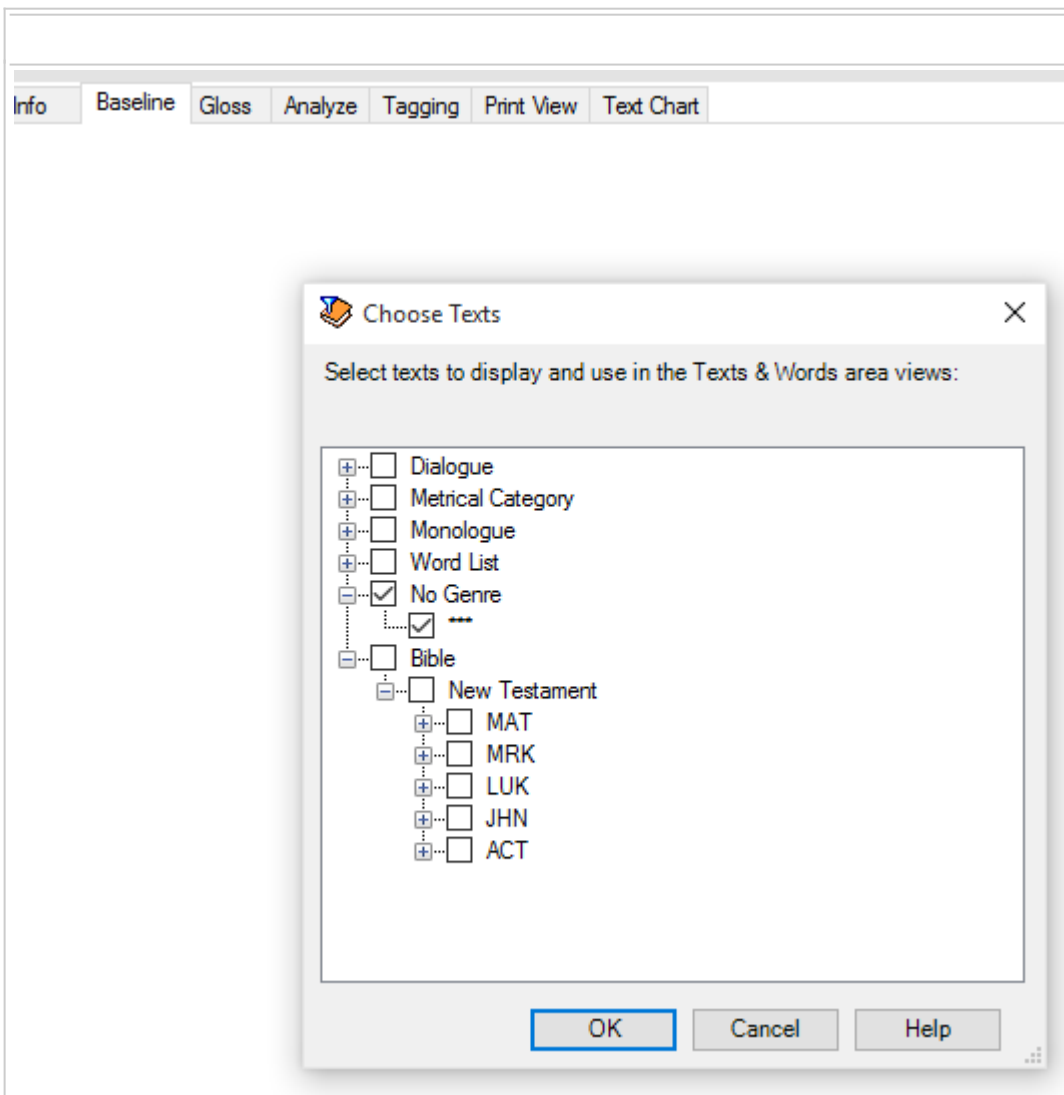 Info Baseline Gloss Analyze Tagging Print View Text Chart
Choose Texts
Select texts to display and use in the Texts & Words area views:
Dialogue
Metrical Category
Monologue
Word List
No Genre
***
Bible
New Testament
MAT
MRK
LUK
JHN
ACT
OK Cancel Help